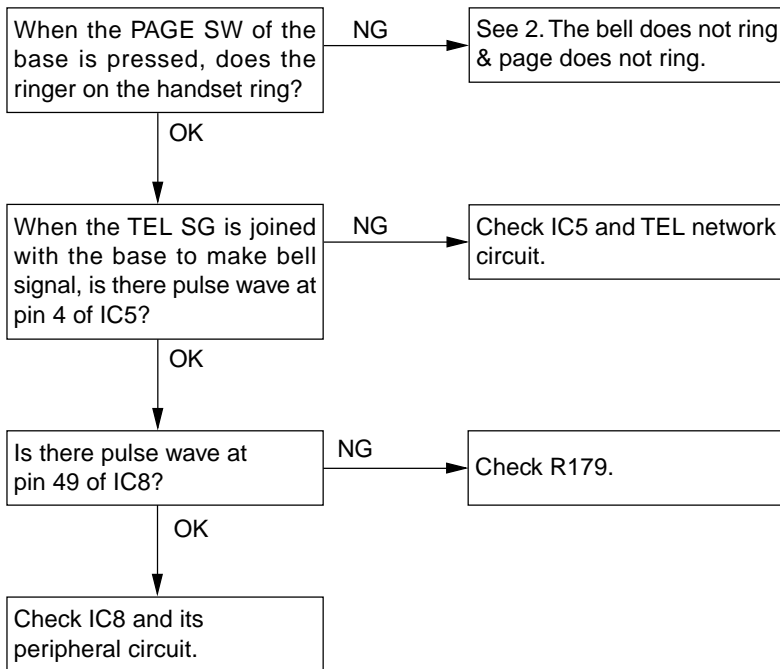 When the PAGE SW of the
base is pressed, does the
ringer on the handset ring?
NG
See 2. The bell does not ring
& page does not ring.
OK
When the TEL SG is joined
with the base to make bell
signal, is there pulse wave at
pin 4 of IC5?
NG
Check IC5 and TEL network
circuit.
OK
Is there pulse wave at
pin 49 of IC8?
NG
Check R179.
OK
Check IC8 and its
peripheral circuit.